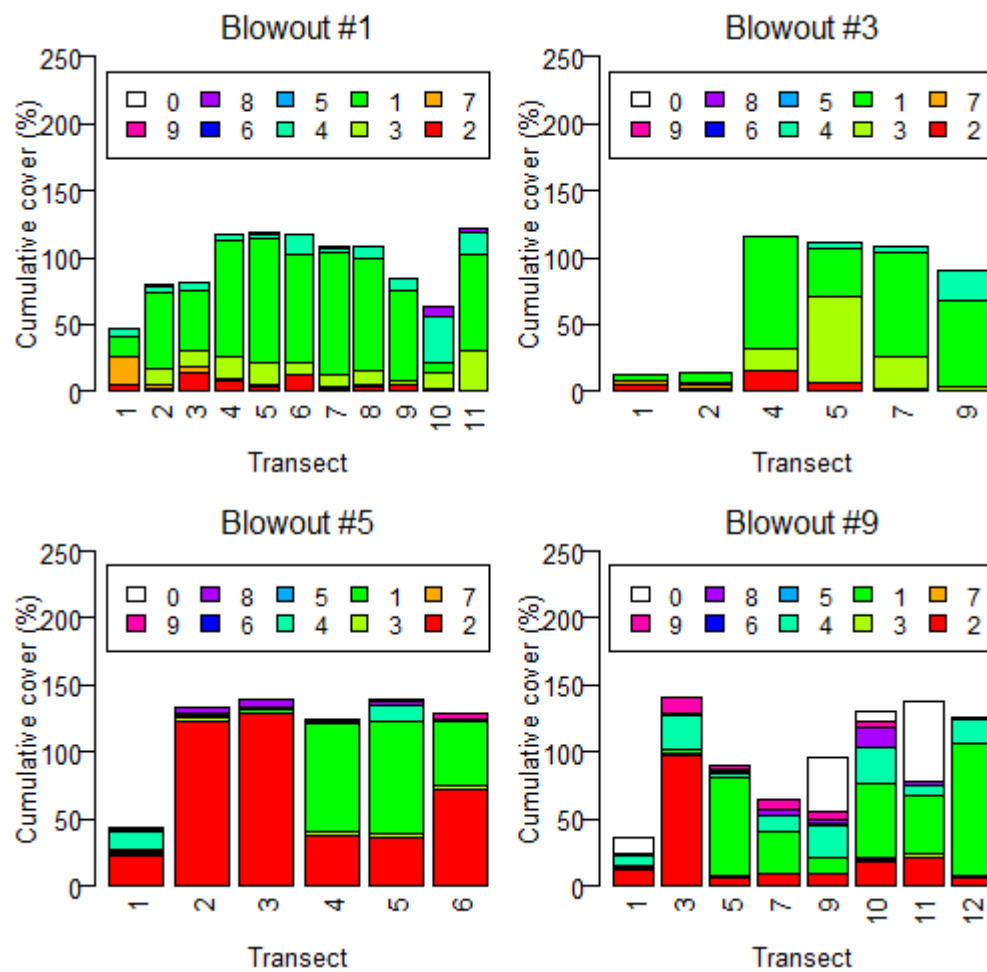 Blowout #1
Cumulative cover (%)
250
200
150
100
50
0
0 8 5 1 7
9 6 4 3 2
1 2 3 4 5 6 7 8 9 10 11
Transect
Blowout #3
Cumulative cover (%)
250
200
150
100
50
0
0 8 5 1 7
9 6 4 3 2
1 2 4 5 7 9
Transect
Blowout #5
Cumulative cover (%)
250
200
150
100
50
0
0 8 5 1 7
9 6 4 3 2
1 2 3 4 5 6
Transect
Blowout #9
Cumulative cover (%)
250
200
150
100
50
0
0 8 5 1 7
9 6 4 3 2
1 3 5 7 9 10 11 12
Transect